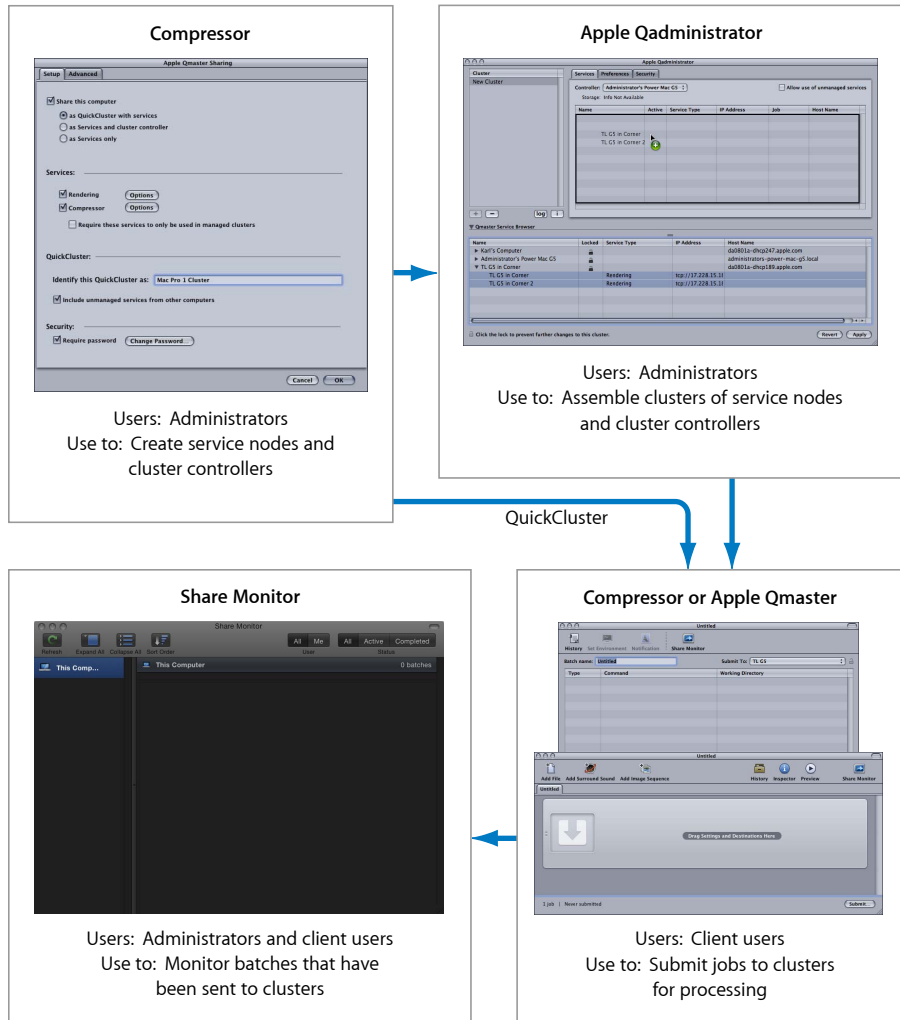 Compressor
Apple Qmaster Sharing
Setup Advanced
Share this computer
as QuickCluster with services
as Services and cluster controller
as Services only
Services:
Rendering Options
Compressor Options
Require these services to only be used in managed clusters
QuickCluster:
Identify this QuickCluster as: Mac Pro 1 Cluster
Include unmanaged services from other computers
Security:
Require password Change Password...
Cancel OK
Users: Administrators
Use to: Create service nodes and
cluster controllers
Apple Qadministrator
Apple Qadministrator
Cluster
New Cluster
Services Preferences Security
Controller: Administrator's Power Mac G5 Allow use of unmanaged services
Storage: Info Not Available
Name Active Service Type IP Address Job Host Name
TL G5 in Corner
TL G5 in Corner 2
log i
Qmaster Service Browser
Name Locked Service Type IP Address Host Name
Karl's Computer da0801a-dhcp247.apple.com
Administrator's Power Mac G5 administrators-power-mac-g5.local
TL G5 in Corner da0801a-dhcp189.apple.com
TL G5 in Corner Rendering tcp://17.228.15.18
TL G5 in Corner 2 Rendering tcp://17.228.15.18
Click the lock to prevent further changes to this cluster. Revert Apply
Users: Administrators
Use to: Assemble clusters of service nodes
and cluster controllers
QuickCluster
Share Monitor
Share Monitor
Refresh Expand All Collapse All Sort Order
All Me
User
All Active Completed
Status
This Comp...
This Computer 0 batches
Users: Administrators and client users
Use to: Monitor batches that have
been sent to clusters
Compressor or Apple Qmaster
Untitled
History Set Environment Notification Share Monitor
Batch name: Untitled Submit To: TL G5
Type Command Working Directory
Untitled
Add File Add Surround Sound Add Image Sequence History Inspector Preview Share Monitor
Untitled
Drag Settings and Destinations Here
1 job | Never submitted Submit...
Users: Client users
Use to: Submit jobs to clusters
for processing